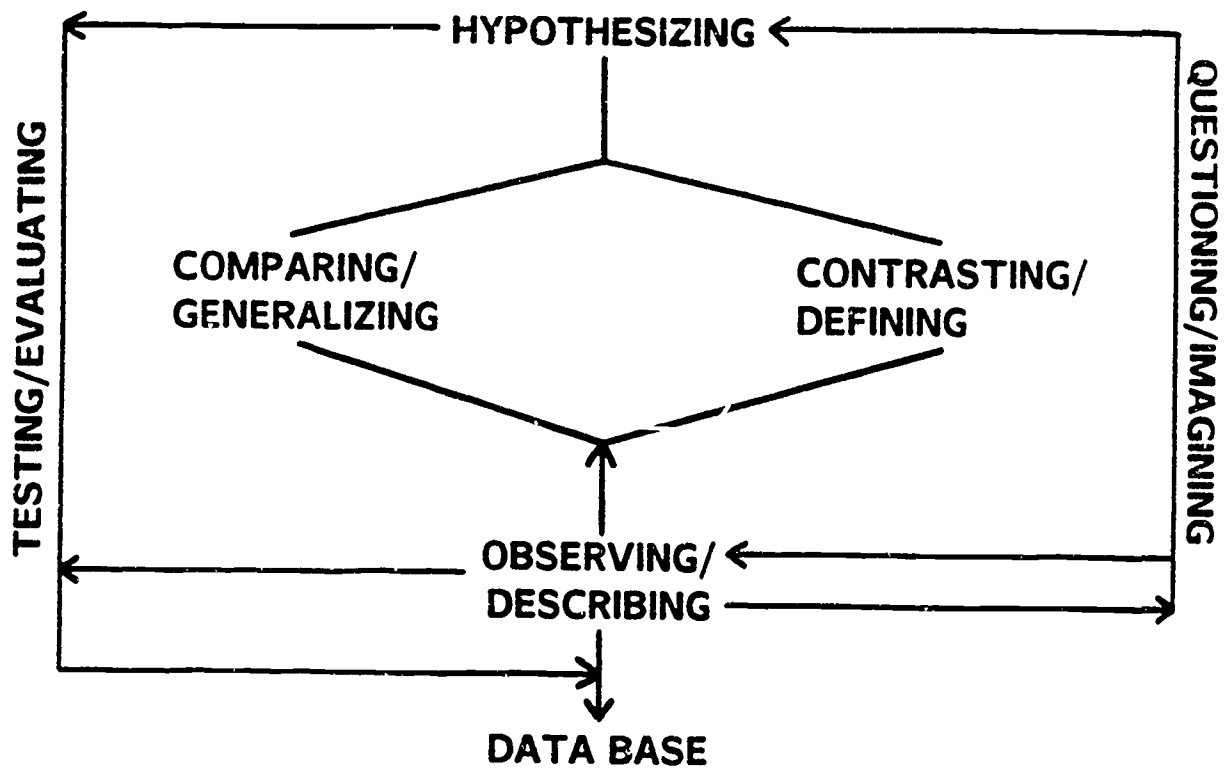 HYPOTHESIZING
TESTING/EVALUATING
QUESTIONING/IMAGINING
COMPARING/
GENERALIZING
CONTRASTING/
DEFINING
OBSERVING/
DESCRIBING
DATA BASE